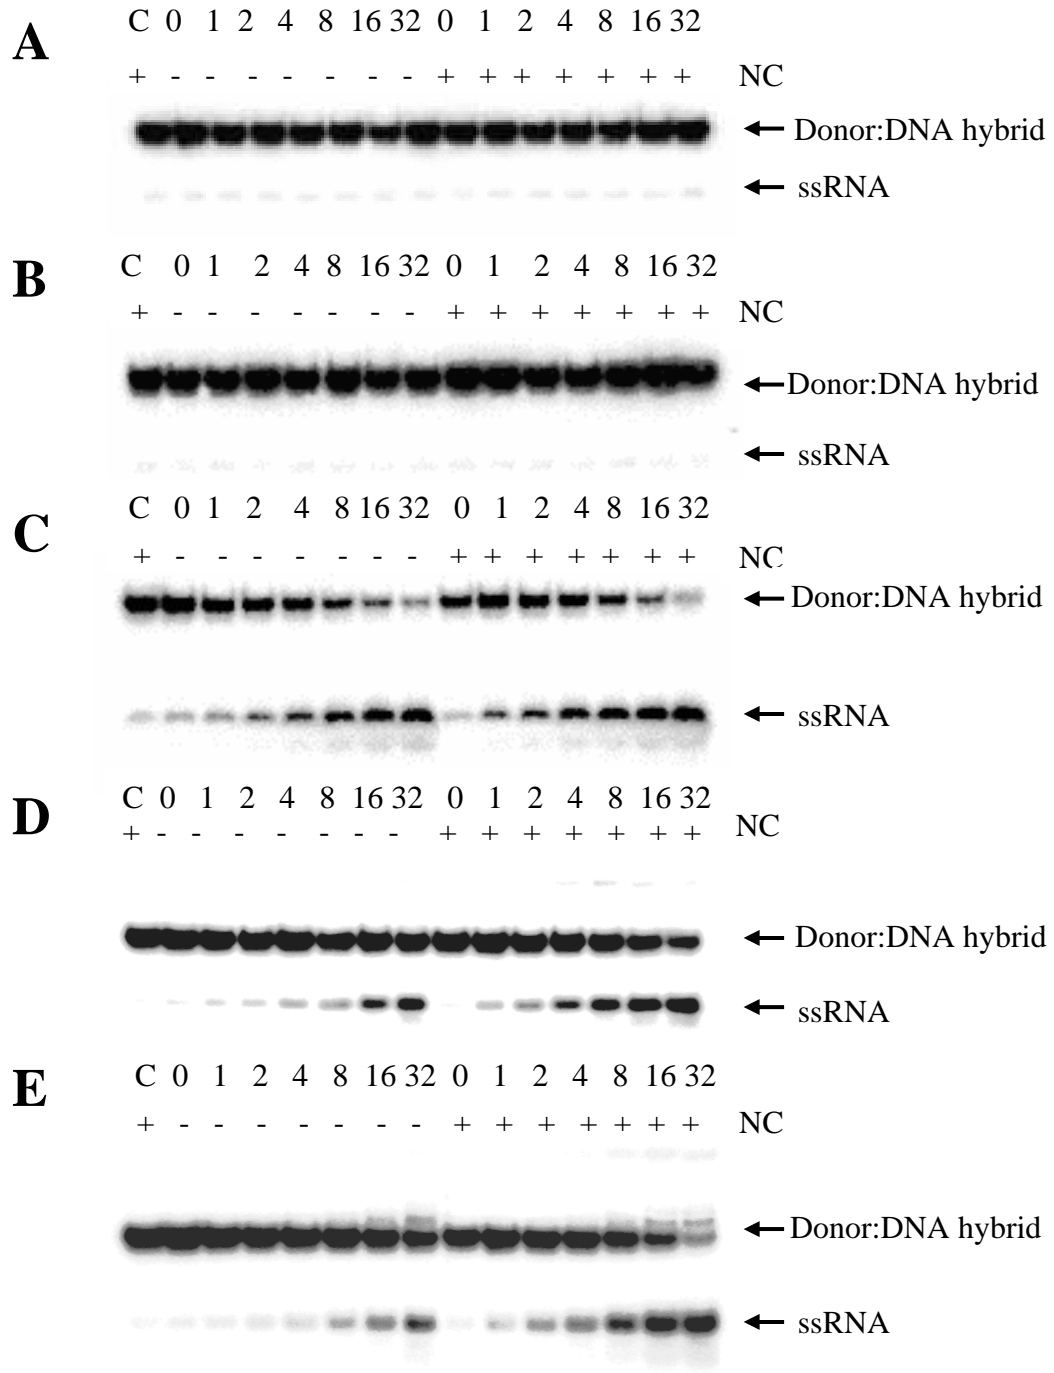 A C 0 1 2 4 8 16 32 0 1 2 4 8 16 32
+ - - - - - - - + + + + + + + NC
Donor:DNA hybrid
ssRNA
B C 0 1 2 4 8 16 32 0 1 2 4 8 16 32
+ - - - - - - - + + + + + + + NC
Donor:DNA hybrid
ssRNA
C C 0 1 2 4 8 16 32 0 1 2 4 8 16 32
+ - - - - - - - + + + + + + + NC
Donor:DNA hybrid
ssRNA
D C 0 1 2 4 8 16 32 0 1 2 4 8 16 32
+ - - - - - - - + + + + + + + NC
Donor:DNA hybrid
ssRNA
E C 0 1 2 4 8 16 32 0 1 2 4 8 16 32
+ - - - - - - - + + + + + + + NC
Donor:DNA hybrid
ssRNA